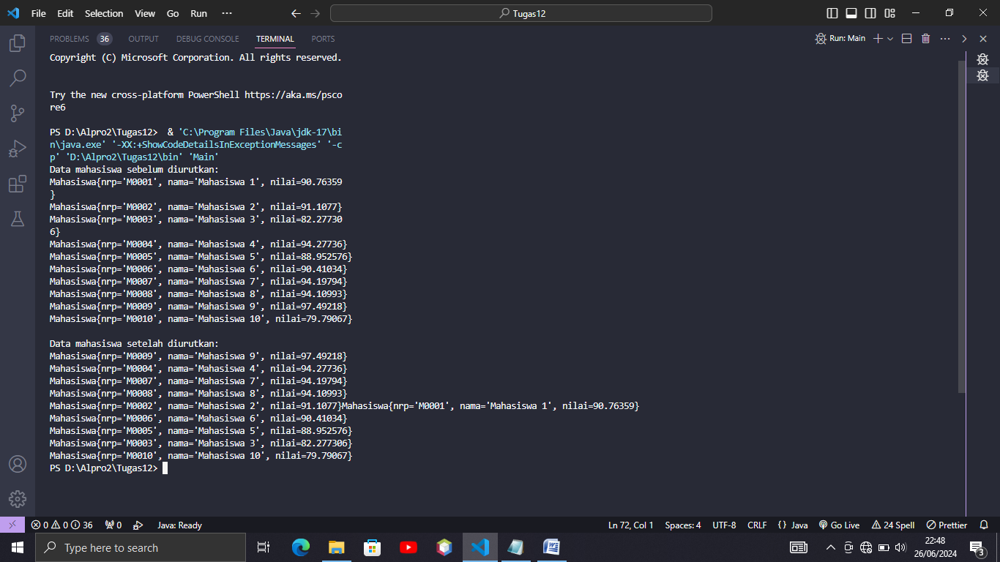 File Edit Selection View Go Run ··· Tugas12
PROBLEMS 36 OUTPUT DEBUG CONSOLE TERMINAL PORTS Run: Main
Copyright (C) Microsoft Corporation. All rights reserved.
Try the new cross-platform PowerShell https://aka.ms/psco
re6
PS D:\Alpro2\Tugas12>  & 'C:\Program Files\Java\jdk-17\bi
n\java.exe' '-XX:+ShowCodeDetailsInExceptionMessages' '-c
p' 'D:\Alpro2\Tugas12\bin' 'Main'
Data mahasiswa sebelum diurutkan:
Mahasiswa{nrp='M0001', nama='Mahasiswa 1', nilai=90.76359
}
Mahasiswa{nrp='M0002', nama='Mahasiswa 2', nilai=91.1077}
Mahasiswa{nrp='M0003', nama='Mahasiswa 3', nilai=82.27730
6}
Mahasiswa{nrp='M0004', nama='Mahasiswa 4', nilai=94.27736}
Mahasiswa{nrp='M0005', nama='Mahasiswa 5', nilai=88.952576}
Mahasiswa{nrp='M0006', nama='Mahasiswa 6', nilai=90.41034}
Mahasiswa{nrp='M0007', nama='Mahasiswa 7', nilai=94.19794}
Mahasiswa{nrp='M0008', nama='Mahasiswa 8', nilai=94.10993}
Mahasiswa{nrp='M0009', nama='Mahasiswa 9', nilai=97.49218}
Mahasiswa{nrp='M0010', nama='Mahasiswa 10', nilai=79.79067}
Data mahasiswa setelah diurutkan:
Mahasiswa{nrp='M0009', nama='Mahasiswa 9', nilai=97.49218}
Mahasiswa{nrp='M0004', nama='Mahasiswa 4', nilai=94.27736}
Mahasiswa{nrp='M0007', nama='Mahasiswa 7', nilai=94.19794}
Mahasiswa{nrp='M0008', nama='Mahasiswa 8', nilai=94.10993}
Mahasiswa{nrp='M0002', nama='Mahasiswa 2', nilai=91.1077}Mahasiswa{nrp='M0001', nama='Mahasiswa 1', nilai=90.76359}
Mahasiswa{nrp='M0006', nama='Mahasiswa 6', nilai=90.41034}
Mahasiswa{nrp='M0005', nama='Mahasiswa 5', nilai=88.952576}
Mahasiswa{nrp='M0003', nama='Mahasiswa 3', nilai=82.277306}
Mahasiswa{nrp='M0010', nama='Mahasiswa 10', nilai=79.79067}
PS D:\Alpro2\Tugas12>
0 0 36 0 Java: Ready Ln 72, Col 1 Spaces: 4 UTF-8 CRLF {} Java Go Live 24 Spell Prettier
Type here to search
22:48
26/06/2024
3